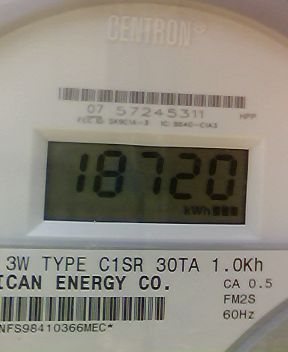 CENTRON
07 57245311 HPP
18720
kWh
3W TYPE C1SR 30TA 1.0Kh
ICAN ENERGY CO. CA 0.5
FM2S
NFS98410366MEC* 60Hz